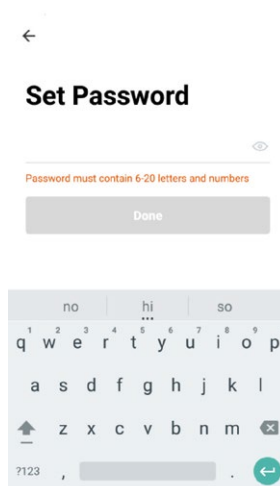 Set Password
Password must contain 6-20 letters and numbers
Done
no hi so
1 2 3 4 5 6 7 8 9
q w e r t y u i o p
a s d f g h j k l
z x c v b n m
?123 , .